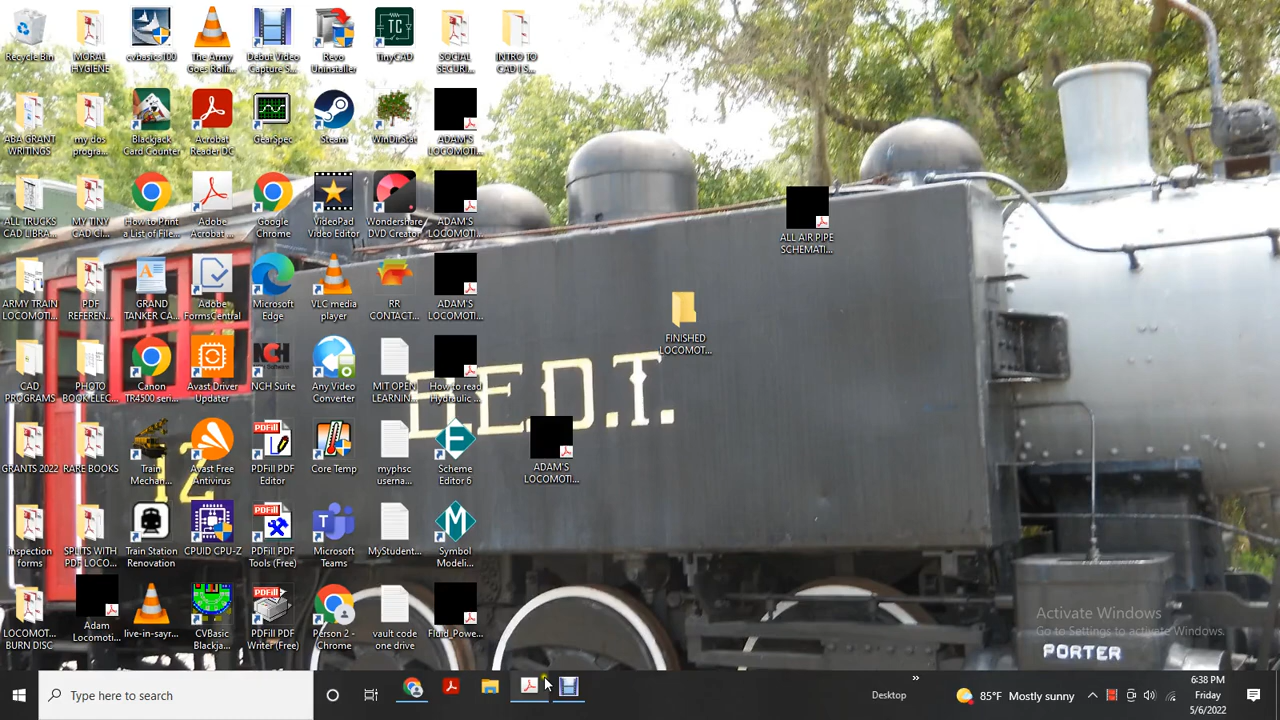 Recycle Bin
MORAL HYGIENE
cvbasics100
The Army Goes Rolli...
Debut Video Capture S...
Revo Uninstaller
TinyCAD
SOCIAL SECURI...
INTRO TO CAD I S...
ABA GRANT WRITINGS
my dos progra...
Blackjack Card Counter
Acrobat Reader DC
GearSpec
Steam
WinDirStat
ADAM'S LOCOMOTI...
ALL TRUCKS CAD LIBRA...
MY TINY CAD CI...
How to Print a List of File...
Adobe Acrobat ...
Google Chrome
VideoPad Video Editor
Wondershare DVD Creator
ADAM'S LOCOMOTI...
ALL AIR PIPE SCHEMATI...
ARMY TRAIN LOCOMOTI...
PDF REFEREN...
GRAND TANKER CA...
Adobe FormsCentral
Microsoft Edge
VLC media player
RR CONTACT...
ADAM'S LOCOMOTI...
FINISHED LOCOMOT...
CAD PROGRAMS
PHOTO BOOK ELEC...
Canon TR4500 seri...
Avast Driver Updater
NCH Suite
Any Video Converter
MIT OPEN LEARNIN...
How to read Hydraulic ...
D.E.D.T.
GRANTS 2022
RARE BOOKS
Train Mechan...
Avast Free Antivirus
PDFill PDF Editor
Core Temp
myphsc userna...
Scheme Editor 6
ADAM'S LOCOMOTI...
12
inspection forms
SPLITS WITH PDF LOCO...
Train Station Renovation
CPUID CPU-Z
PDFill PDF Tools (Free)
Microsoft Teams
MyStudent...
Symbol Modeli...
LOCOMOT... BURN DISC
Adam Locomoti...
live-in-sayr...
CVBasic Blackja...
PDFill PDF Writer (Free)
Person 2 - Chrome
vault code one drive
Fluid_Powe...
Activate Windows
Go to Settings to activate Windows.
PORTER
Type here to search
Desktop
85°F Mostly sunny
6:38 PM
Friday
5/6/2022